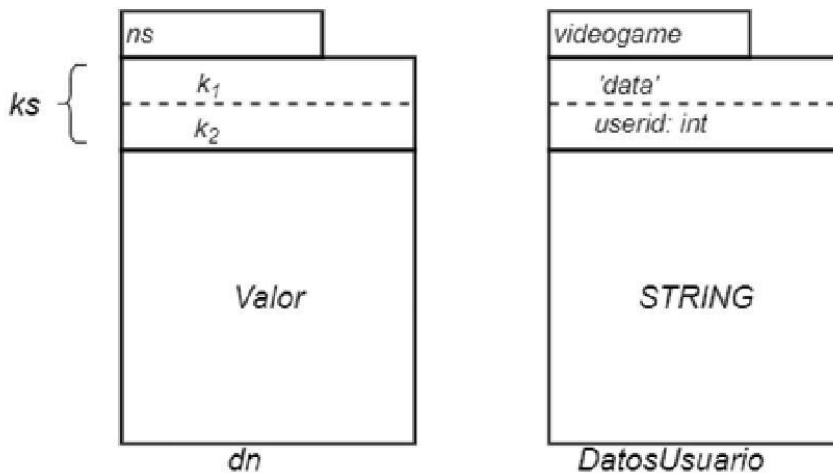 ns
ks
k1
k2
Valor
dn
videogame
'data'
userid: int
STRING
DatosUsuario